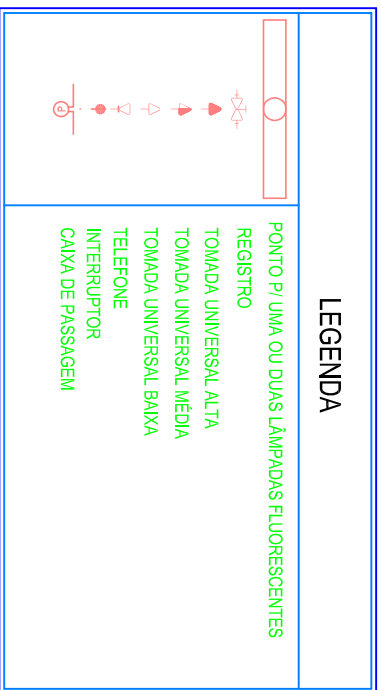 LEGENDA
PONTO P/ UMA OU DUAS LÂMPADAS FLUORESCENTES
REGISTRO
TOMADA UNIVERSAL ALTA
TOMADA UNIVERSAL MÉDIA
TOMADA UNIVERSAL BAIXA
TELEFONE
INTERRUPTOR
CAIXA DE PASSAGEM
P